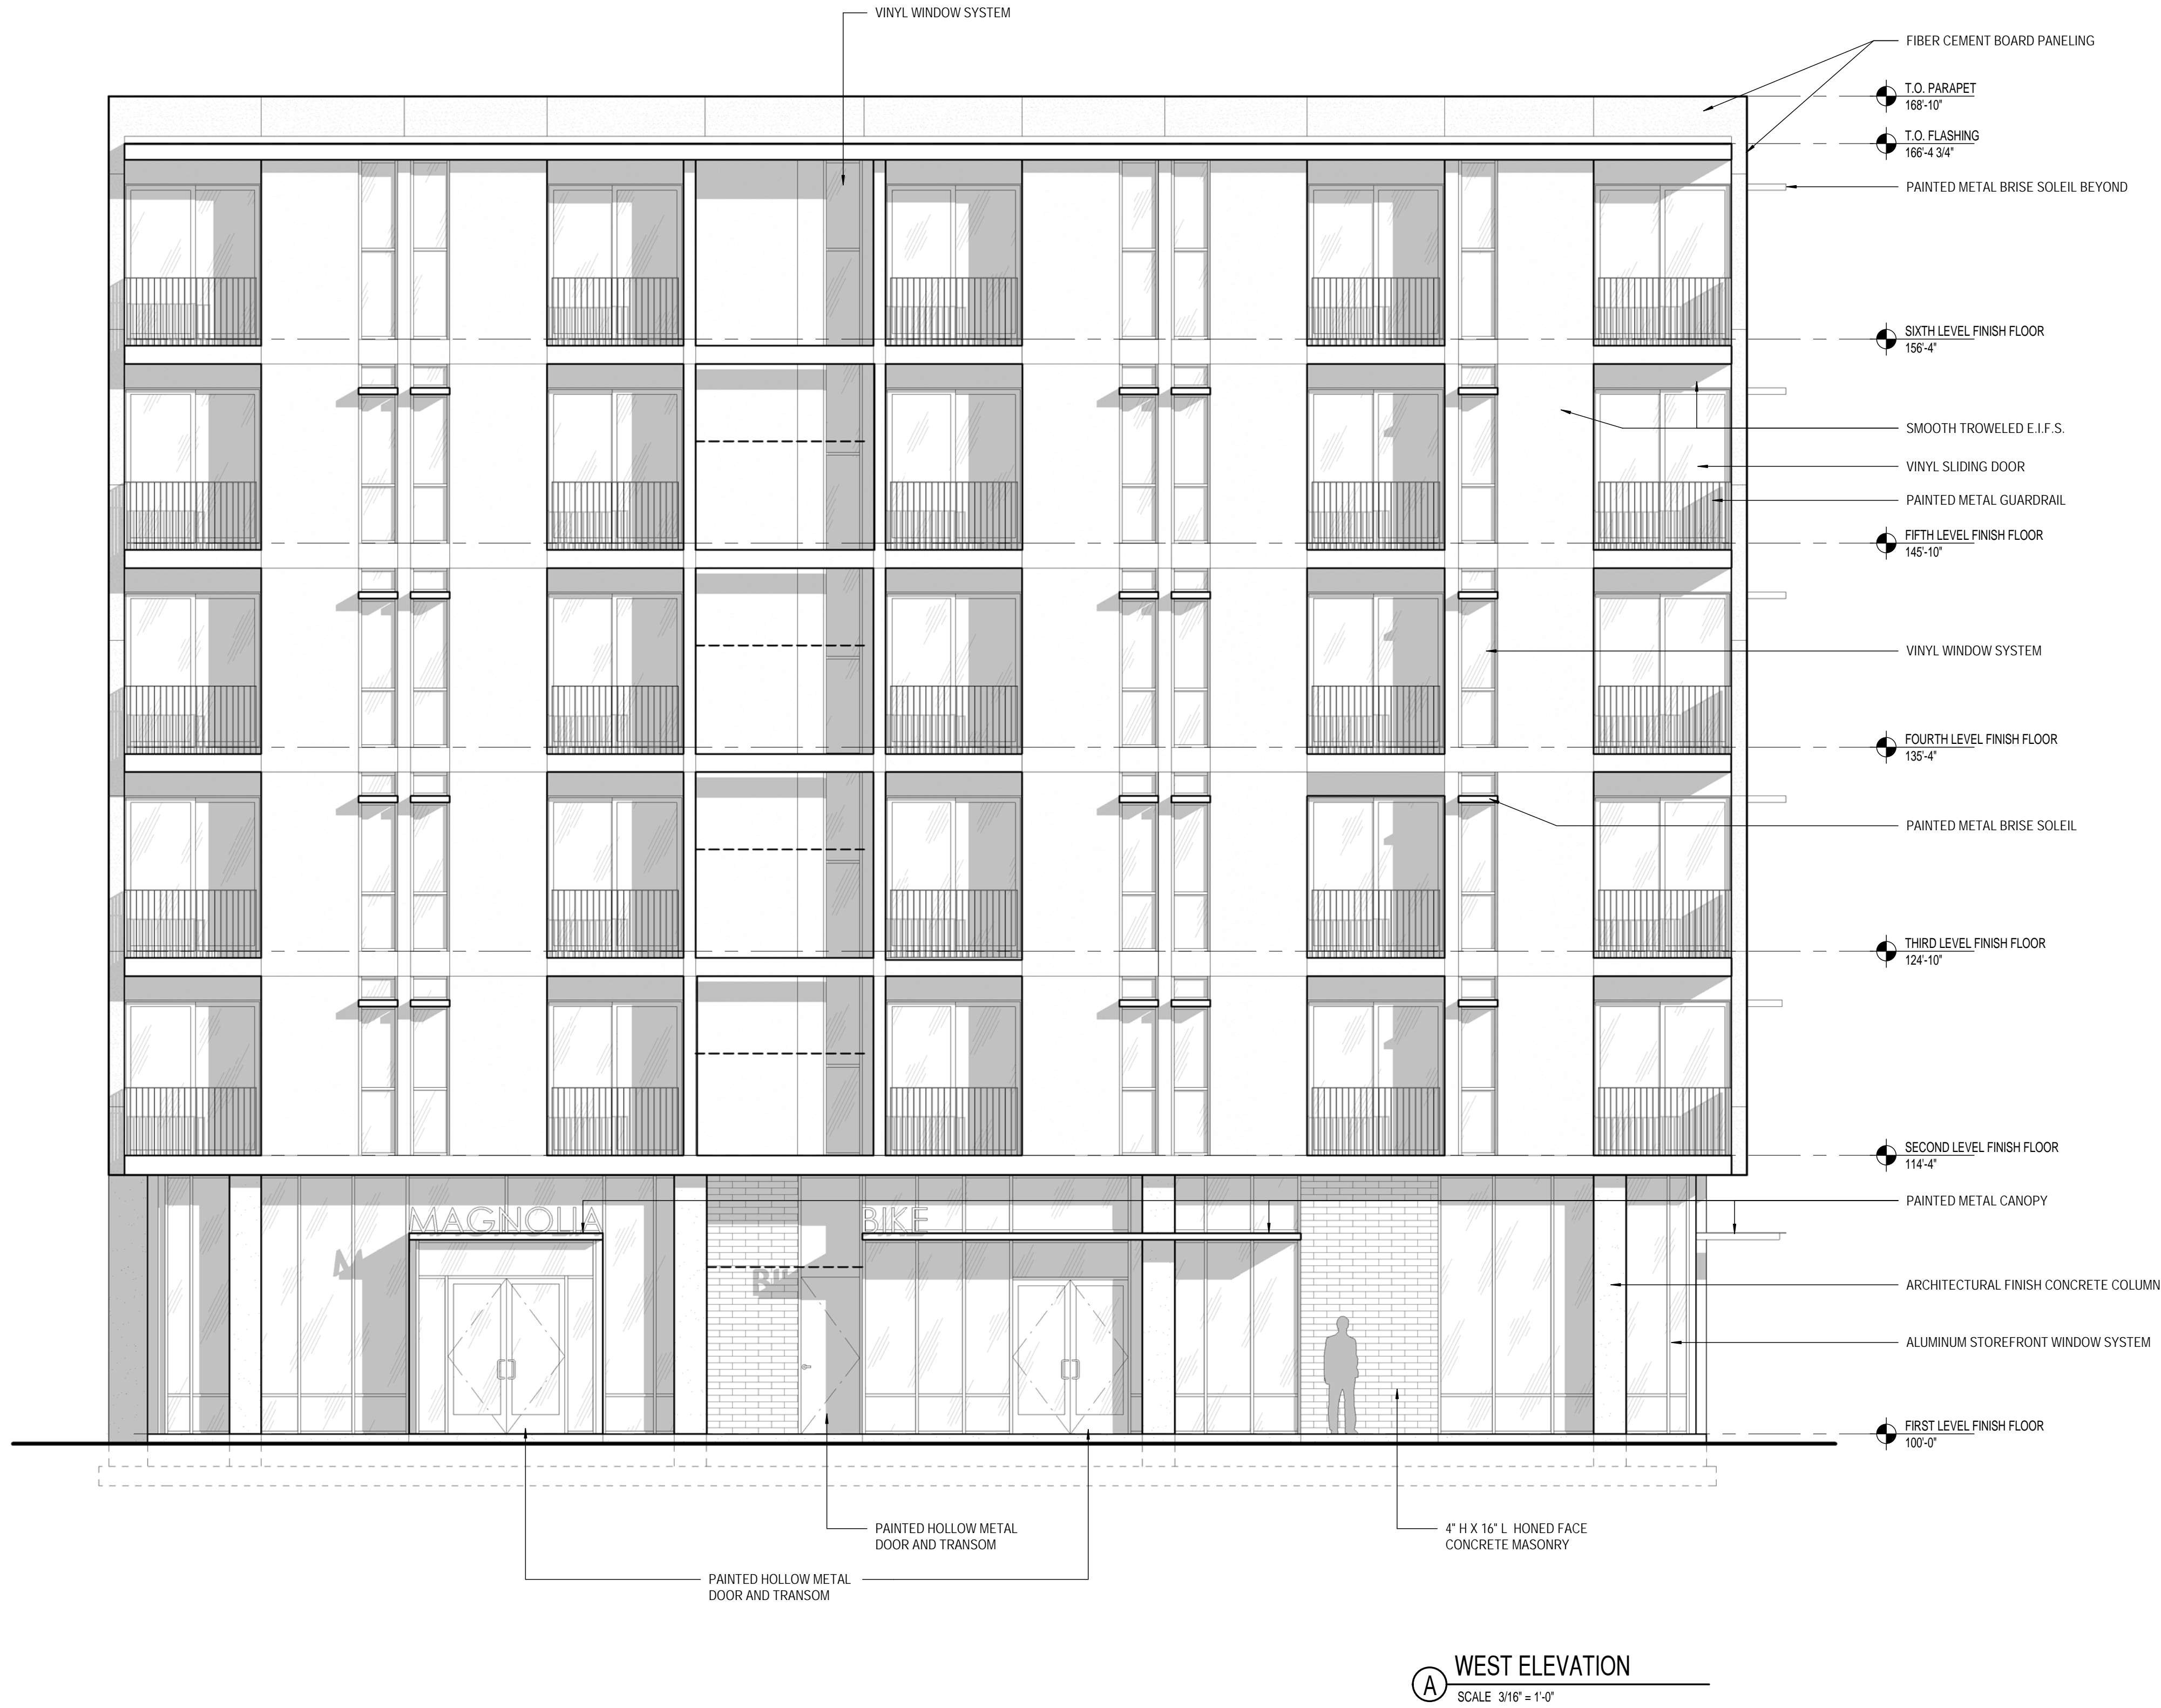 VINYL WINDOW SYSTEM
FIBER CEMENT BOARD PANELING
T.O. PARAPET
168'-10"
T.O. FLASHING
166'-4 3/4"
PAINTED METAL BRISE SOLEIL BEYOND
SIXTH LEVEL FINISH FLOOR
156'-4"
SMOOTH TROWELED E.I.F.S.
VINYL SLIDING DOOR
PAINTED METAL GUARDRAIL
FIFTH LEVEL FINISH FLOOR
145'-10"
VINYL WINDOW SYSTEM
FOURTH LEVEL FINISH FLOOR
135'-4"
PAINTED METAL BRISE SOLEIL
THIRD LEVEL FINISH FLOOR
124'-10"
SECOND LEVEL FINISH FLOOR
114'-4"
PAINTED METAL CANOPY
MAGNOLIA
BIKE
ARCHITECTURAL FINISH CONCRETE COLUMN
ALUMINUM STOREFRONT WINDOW SYSTEM
FIRST LEVEL FINISH FLOOR
100'-0"
PAINTED HOLLOW METAL
DOOR AND TRANSOM
4" H X 16" L HONED FACE
CONCRETE MASONRY
PAINTED HOLLOW METAL
DOOR AND TRANSOM
A WEST ELEVATION
SCALE 3/16" = 1'-0"